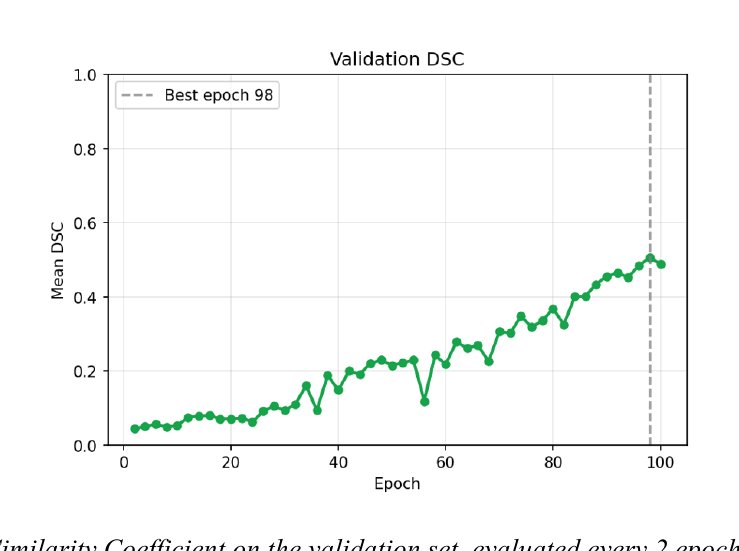 Validation DSC
1.0
Best epoch 98
0.8
0.6
Mean DSC
0.4
0.2
0.0
0 20 40 60 80 100
Epoch
Similarity Coefficient on the validation set, evaluated every 2 epoch